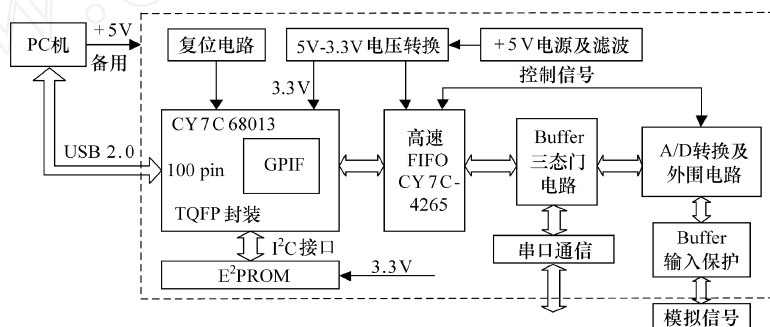 PC机
+5V
备用
复位电路
5V-3.3V电压转换
+5V电源及滤波
3.3V
控制信号
USB 2.0
CY7C68013
100 pin
GPIF
TQFP 封装
高速
FIFO
CY7C-
4265
Buffer
三态门
电路
A/D转换及
外围电路
I²C接口
E²PROM
3.3V
串口通信
Buffer
输入保护
模拟信号